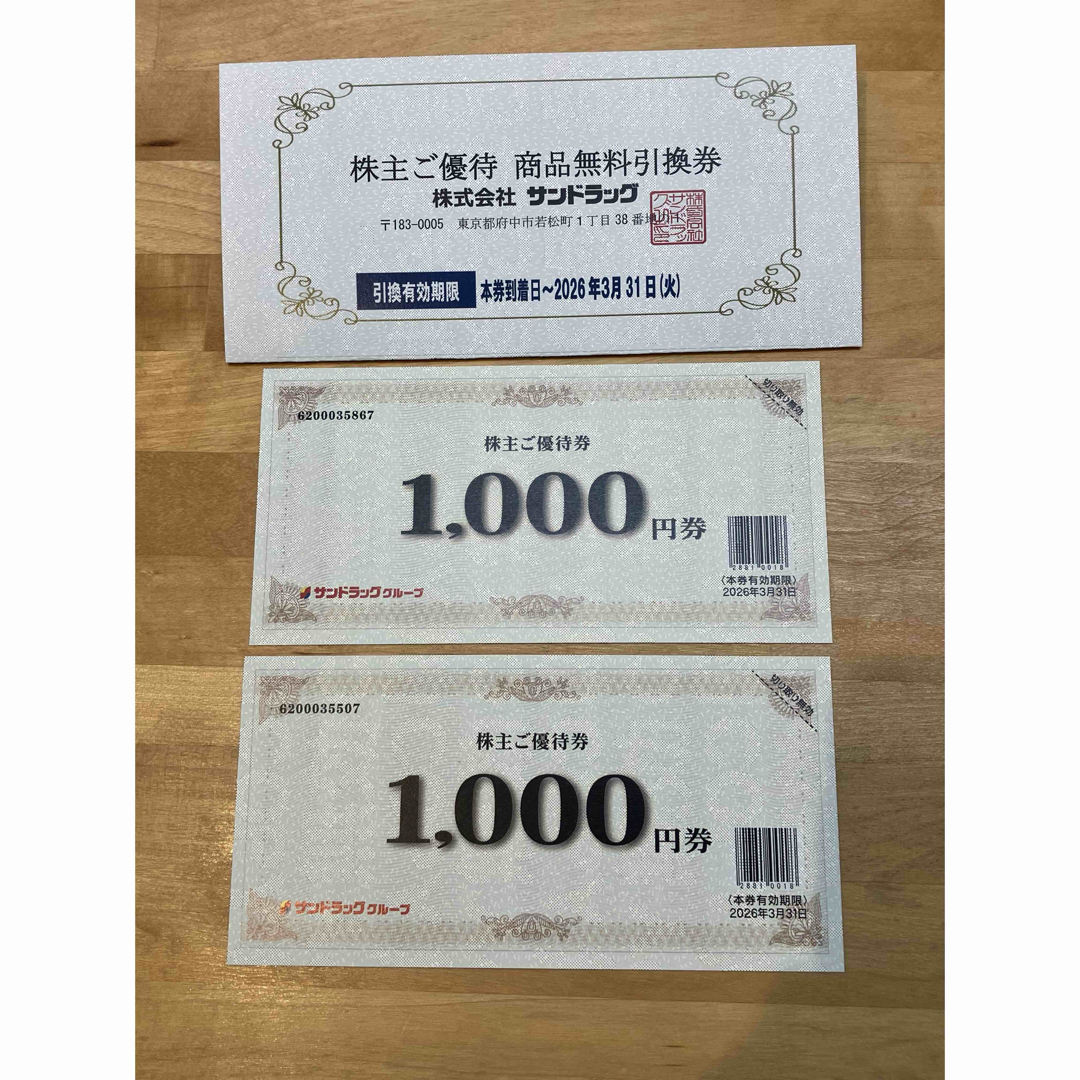 株主ご優待 商品無料引換券
株式会社 サンドラッグ
〒183-0005 東京都府中市若松町1丁目38番地の1
引換有効期限 本券到着日～2026年3月31日(火)
切り取り無効
6200035867
株主ご優待券
1,000円券
2881 0018
〈本券有効期限〉
2026年3月31日
サンドラッググループ
切り取り無効
6200035507
株主ご優待券
1,000円券
2881 0018
〈本券有効期限〉
2026年3月31日
サンドラッググループ